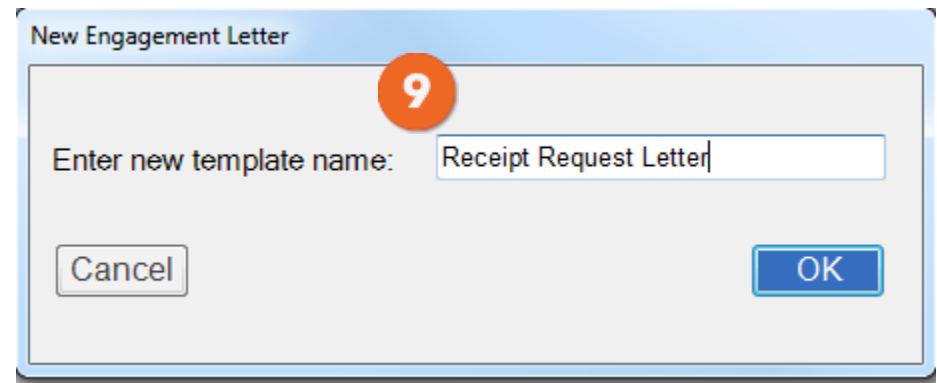 New Engagement Letter
9
Enter new template name: Receipt Request Letter
Cancel OK